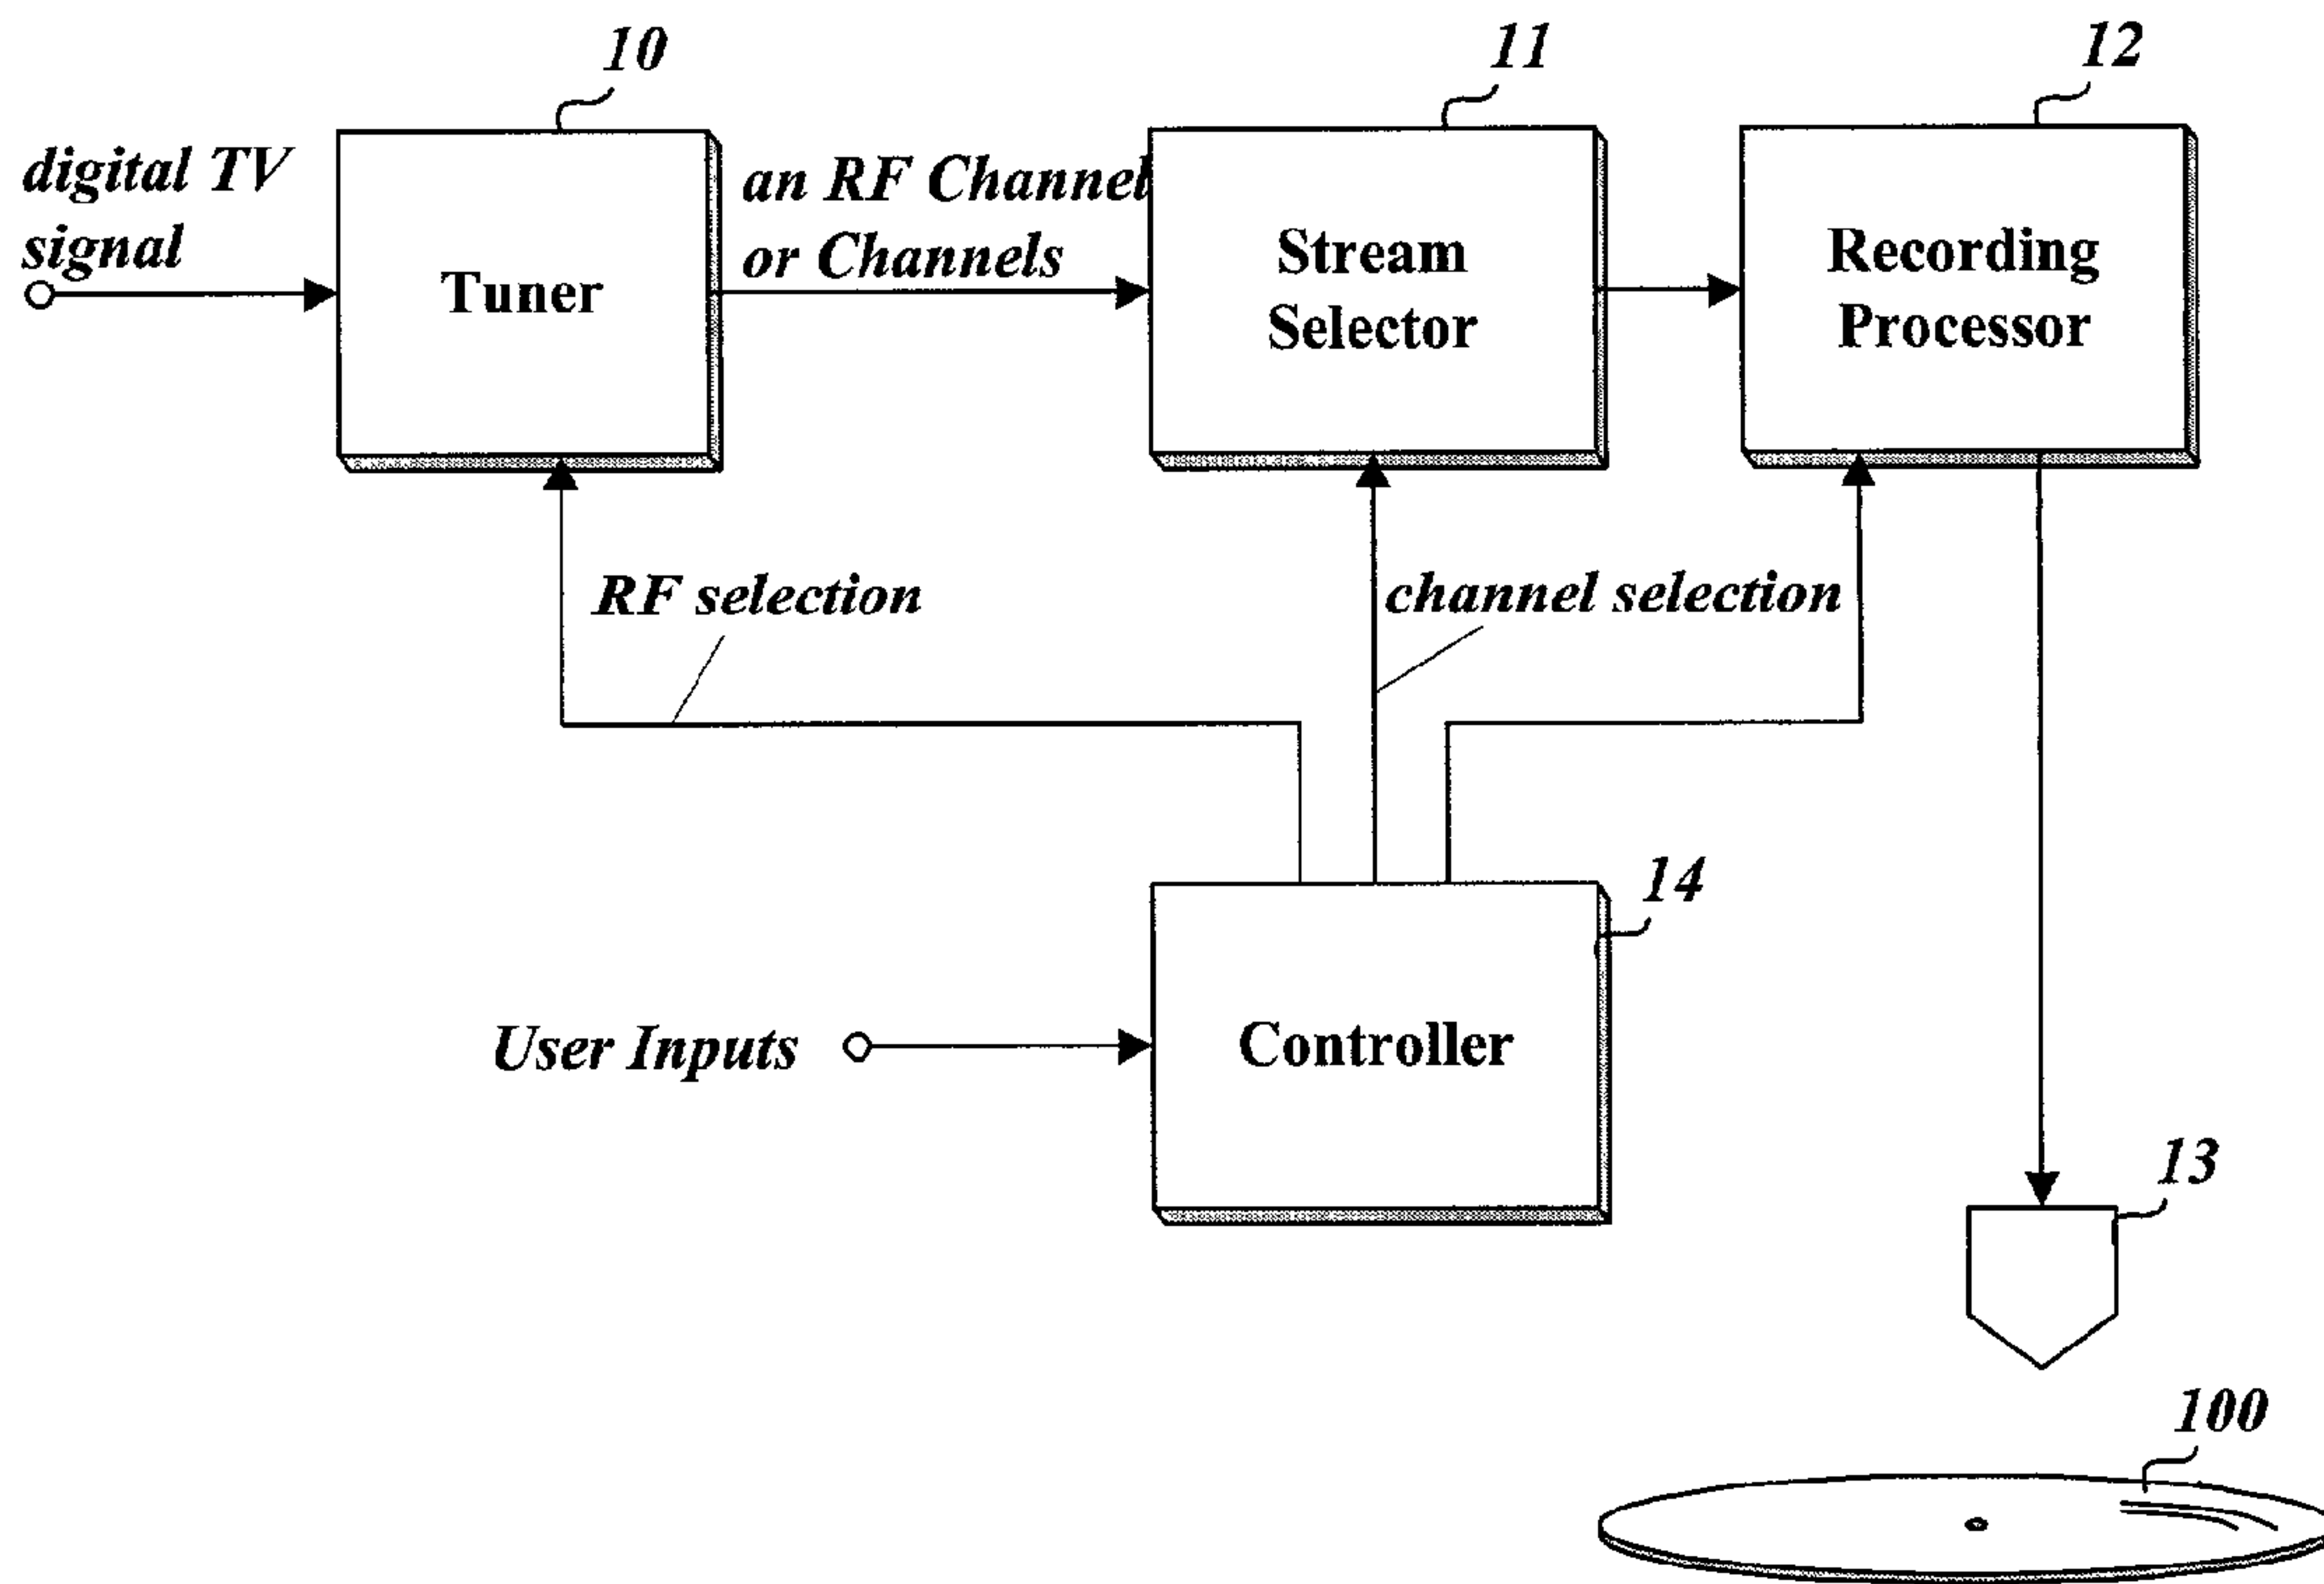 10
11
12
digital TV
signal
an RF Channel
or Channels
Tuner
Stream
Selector
Recording
Processor
RF selection
channel selection
14
User Inputs
Controller
13
100